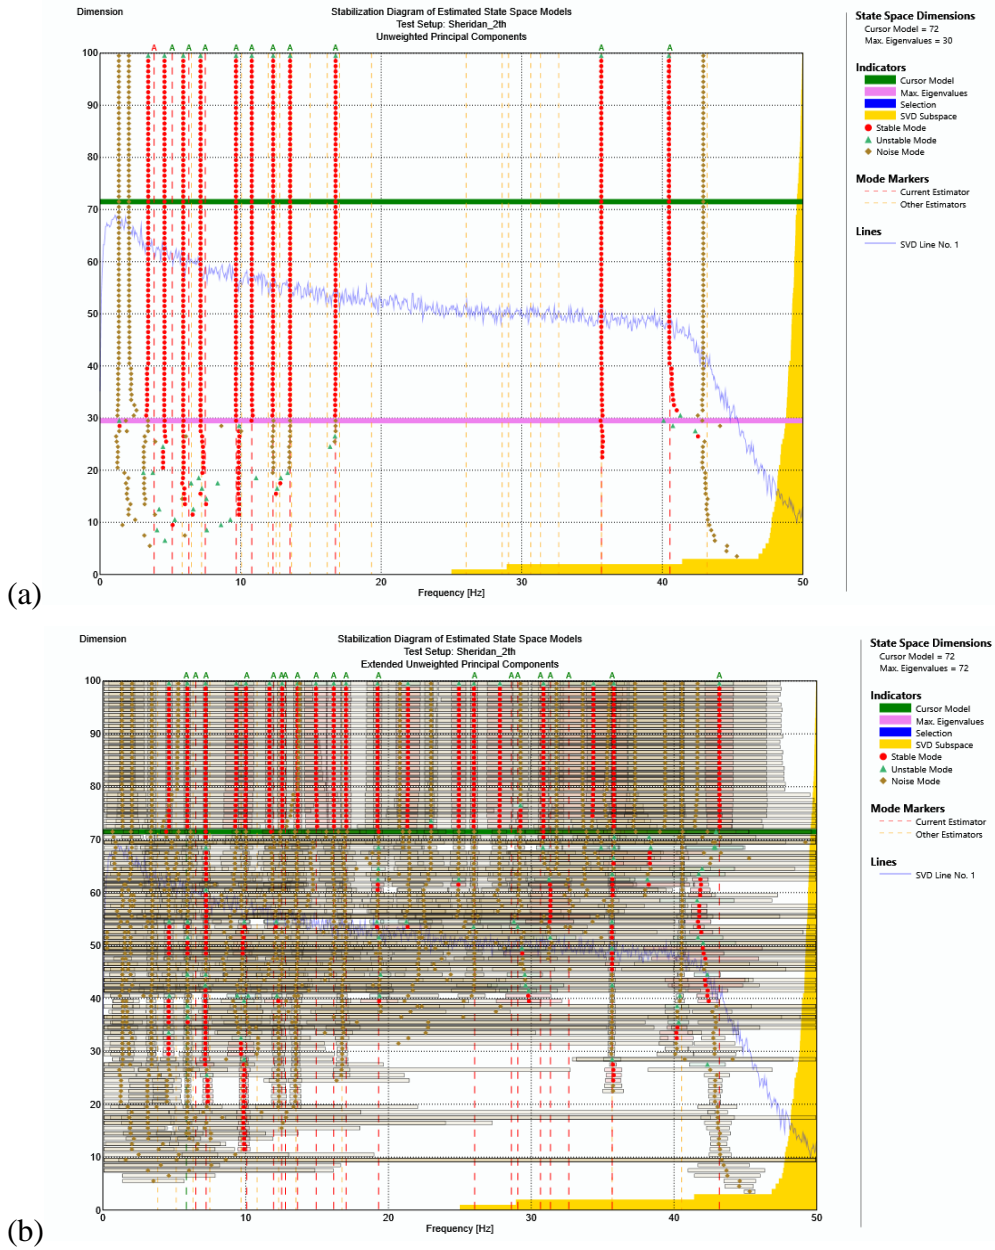 Dimension
Stabilization Diagram of Estimated State Space Models
Test Setup: Sheridan_2th
Unweighted Principal Components
State Space Dimensions
Cursor Model = 72
Max. Eigenvalues = 30
Indicators
Cursor Model
Max. Eigenvalues
Selection
SVD Subspace
Stable Mode
Unstable Mode
Noise Mode
Mode Markers
Current Estimator
Other Estimators
Lines
SVD Line No. 1
A A A A A A A A A A A A
100
90
80
70
60
50
40
30
20
10
0
0 10 20 30 40 50
Frequency [Hz]
(a)
Dimension
Stabilization Diagram of Estimated State Space Models
Test Setup: Sheridan_2th
Extended Unweighted Principal Components
State Space Dimensions
Cursor Model = 72
Max. Eigenvalues = 72
Indicators
Cursor Model
Max. Eigenvalues
Selection
SVD Subspace
Stable Mode
Unstable Mode
Noise Mode
Mode Markers
Current Estimator
Other Estimators
Lines
SVD Line No. 1
A A A A A A A A A A A A A A A A A A A
100
90
80
70
60
50
40
30
20
10
0
0 10 20 30 40 50
Frequency [Hz]
(b)